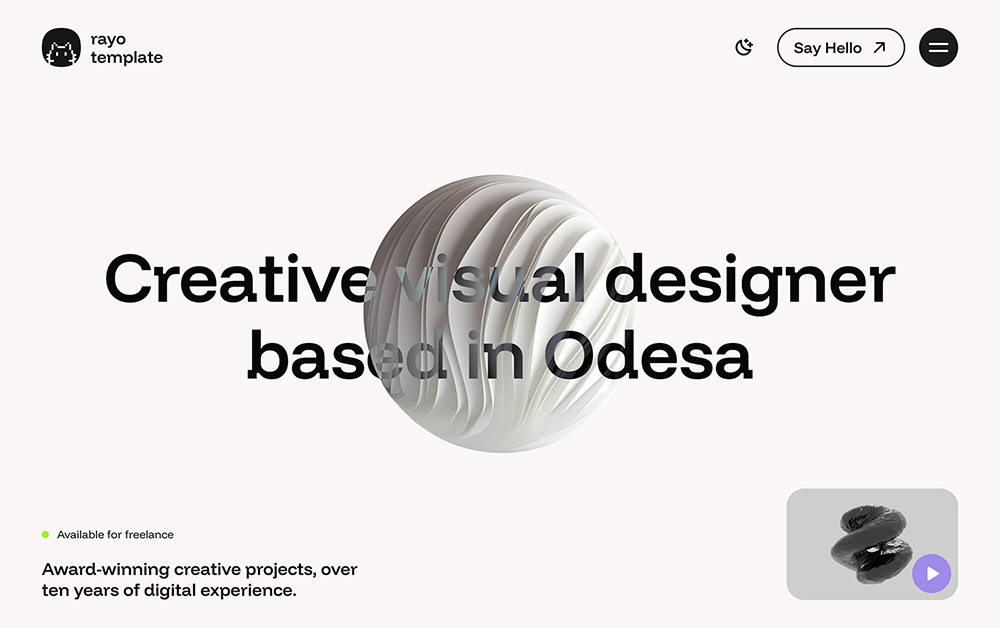 rayo
template
Say Hello
Creative visual designer
based in Odesa
Available for freelance
Award-winning creative projects, over
ten years of digital experience.